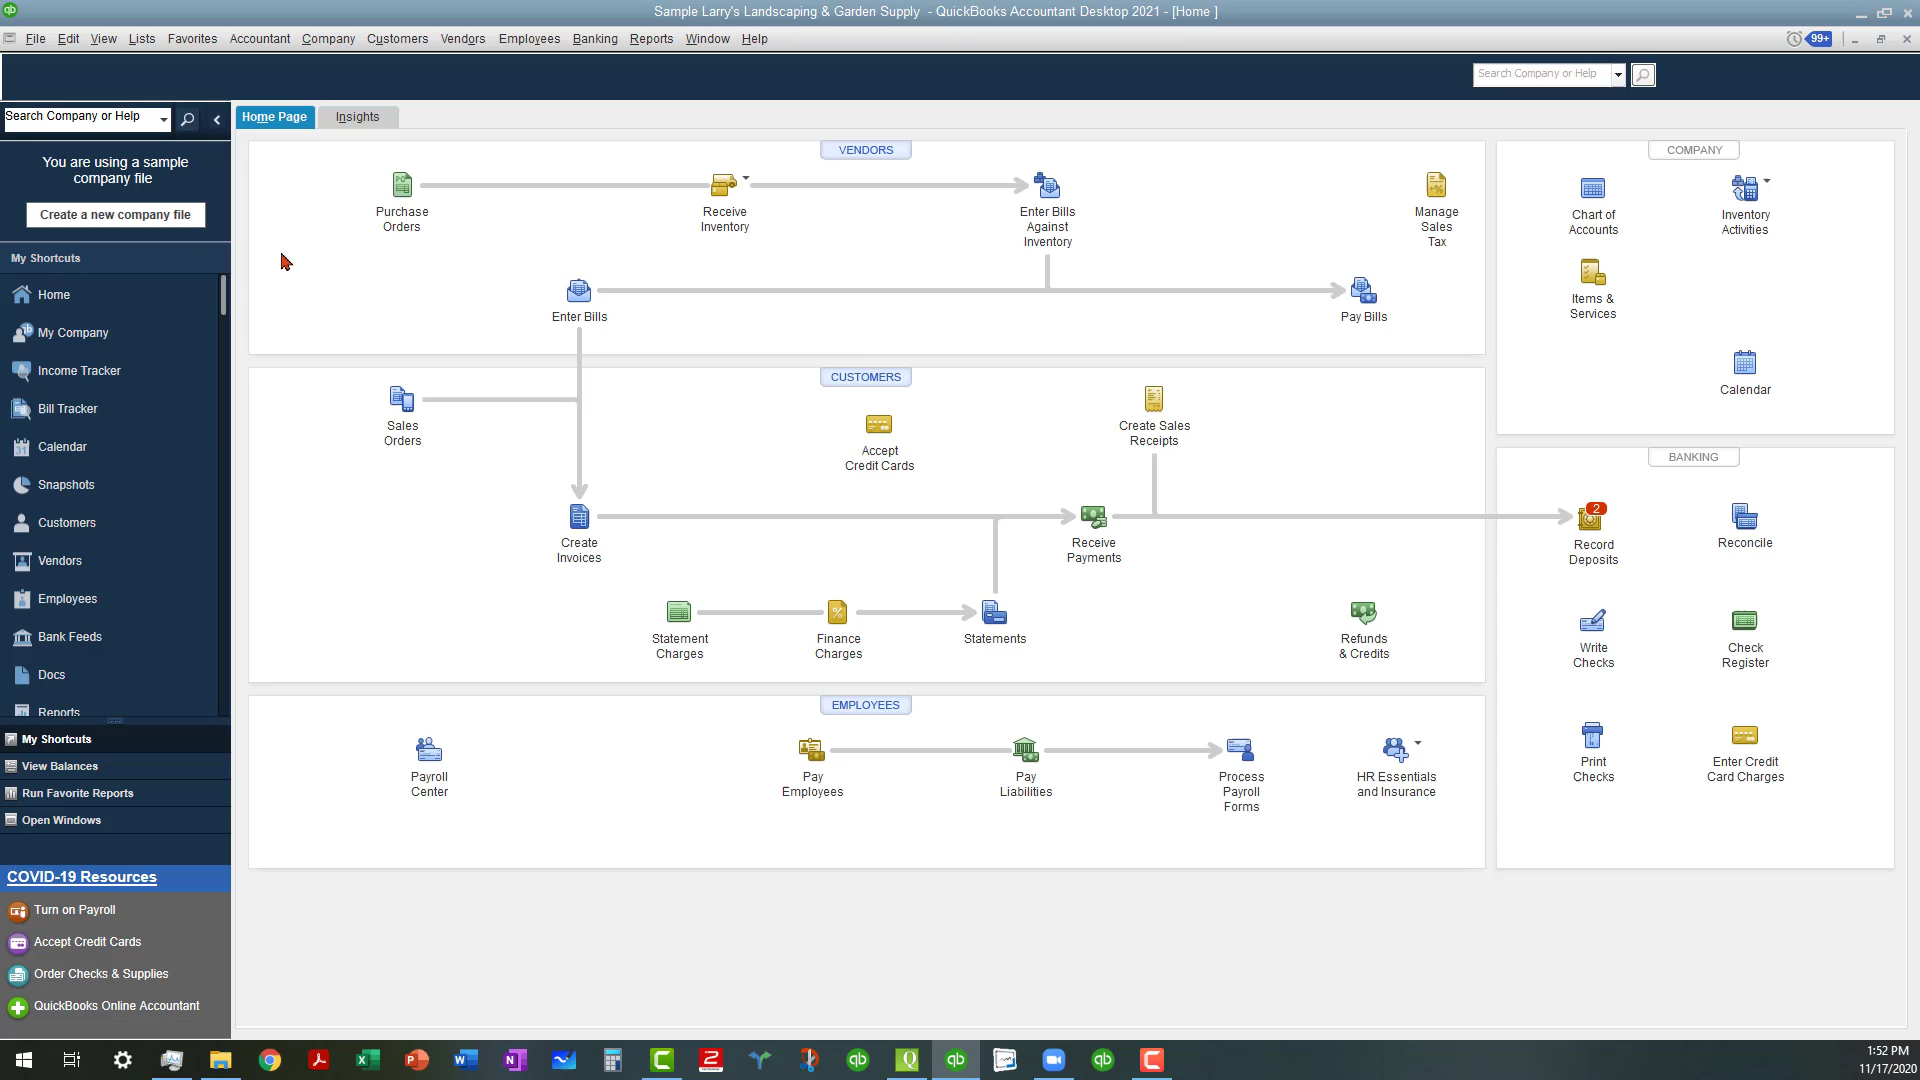 Sample Larry's Landscaping & Garden Supply - QuickBooks Accountant Desktop 2021 - [Home ]
File Edit View Lists Favorites Accountant Company Customers Vendors Employees Banking Reports Window Help
99+
Search Company or Help
Search Company or Help
Home Page Insights
You are using a sample
company file
Create a new company file
My Shortcuts
Home
My Company
Income Tracker
Bill Tracker
Calendar
Snapshots
Customers
Vendors
Employees
Bank Feeds
Docs
Reports
My Shortcuts
View Balances
Run Favorite Reports
Open Windows
COVID-19 Resources
Turn on Payroll
Accept Credit Cards
Order Checks & Supplies
QuickBooks Online Accountant
VENDORS
Purchase
Orders
Receive
Inventory
Enter Bills
Against
Inventory
Manage
Sales
Tax
Enter Bills
Pay Bills
CUSTOMERS
Sales
Orders
Accept
Credit Cards
Create Sales
Receipts
Create
Invoices
Receive
Payments
Statement
Charges
Finance
Charges
Statements
Refunds
& Credits
EMPLOYEES
Payroll
Center
Pay
Employees
Pay
Liabilities
Process
Payroll
Forms
HR Essentials
and Insurance
COMPANY
Chart of
Accounts
Inventory
Activities
Items &
Services
Calendar
BANKING
2
Record
Deposits
Reconcile
Write
Checks
Check
Register
Print
Checks
Enter Credit
Card Charges
1:52 PM
11/17/2020